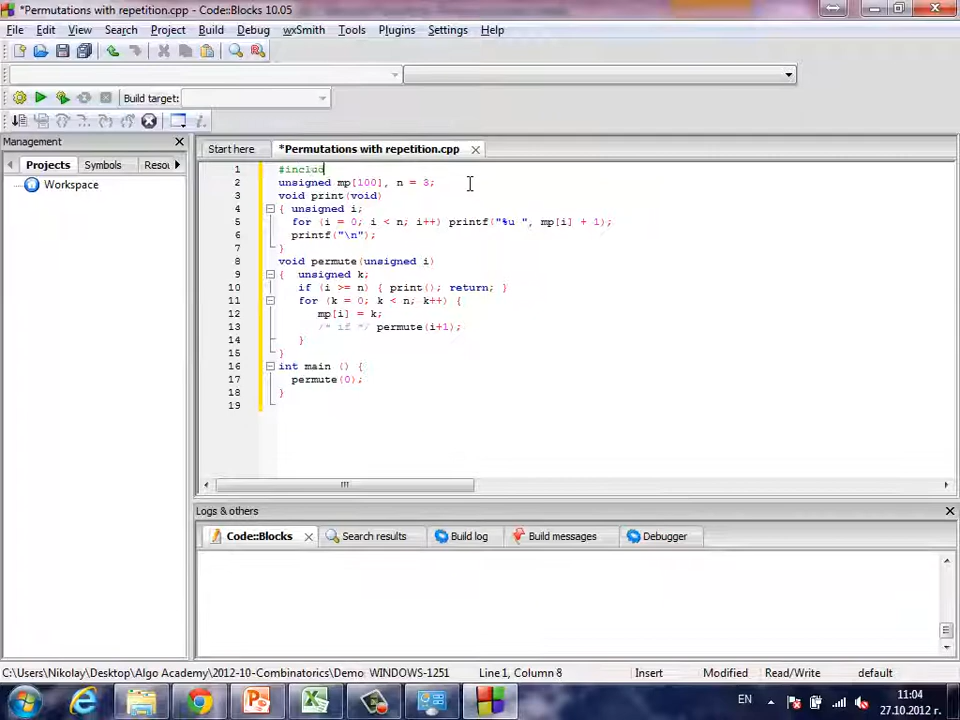 *Permutations with repetition.cpp - Code::Blocks 10.05
File Edit View Search Project Build Debug wxSmith Tools Plugins Settings Help
Build target:
Management
Projects Symbols Resou
Workspace
Start here *Permutations with repetition.cpp
1 #includ
2 unsigned mp[100], n = 3;
3 void print(void)
4 { unsigned i;
5 for (i = 0; i < n; i++) printf("%u ", mp[i] + 1);
6 printf("\n");
7 }
8 void permute(unsigned i)
9 { unsigned k;
10 if (i >= n) { print(); return; }
11 for (k = 0; k < n; k++) {
12 mp[i] = k;
13 /* if */ permute(i+1);
14 }
15 }
16 int main () {
17 permute(0);
18 }
19
Logs & others
Code::Blocks Search results Build log Build messages Debugger
C:\Users\Nikolay\Desktop\Algo Academy\2012-10-Combinatorics\Demo WINDOWS-1251 Line 1, Column 8 Insert Modified Read/Write default
EN
11:04
27.10.2012 г.